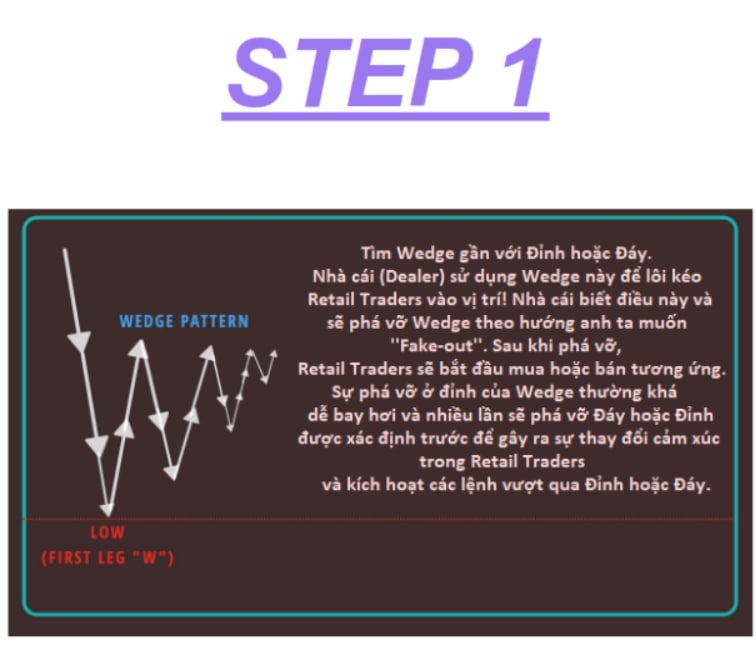 STEP 1
WEDGE PATTERN
Tìm Wedge gần với Đỉnh hoặc Đáy.
Nhà cái (Dealer) sử dụng Wedge này để lôi kéo
Retail Traders vào vị trí! Nhà cái biết điều này và
sẽ phá vỡ Wedge theo hướng anh ta muốn
''Fake-out''. Sau khi phá vỡ,
Retail Traders sẽ bắt đầu mua hoặc bán tương ứng.
Sự phá vỡ ở đỉnh của Wedge thường khá
dễ bay hơi và nhiều lần sẽ phá vỡ Đáy hoặc Đỉnh
được xác định trước để gây ra sự thay đổi cảm xúc
trong Retail Traders
và kích hoạt các lệnh vượt qua Đỉnh hoặc Đáy.
LOW
(FIRST LEG "W")